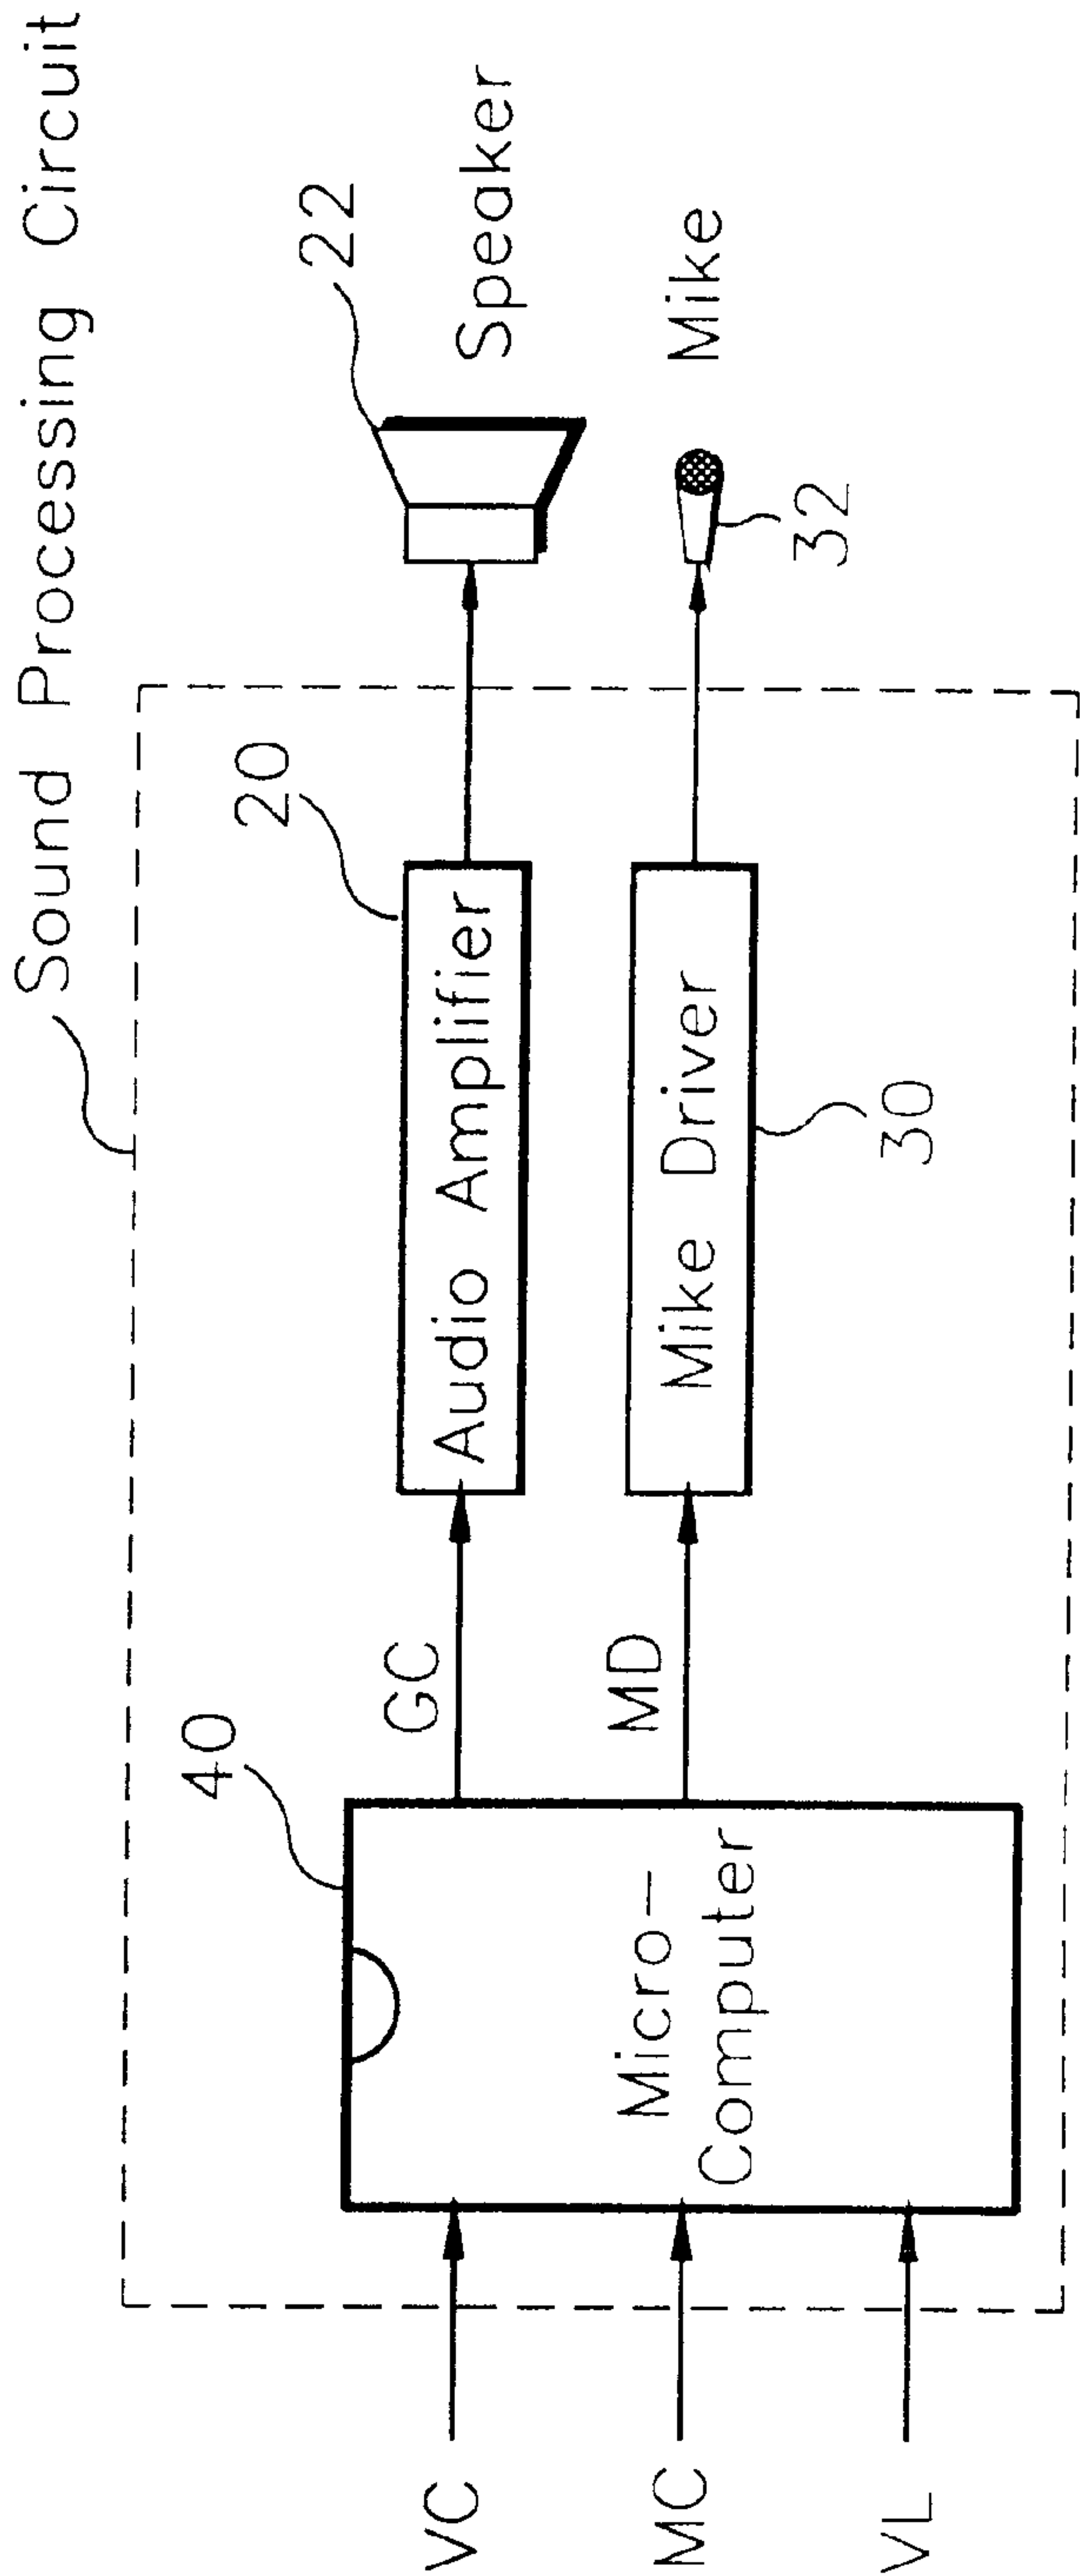 Sound Processing Circuit
40
20
22
VC
GC
Audio Amplifier
Speaker
MC
Micro-
Computer
MD
Mike Driver
Mike
VL
30
32